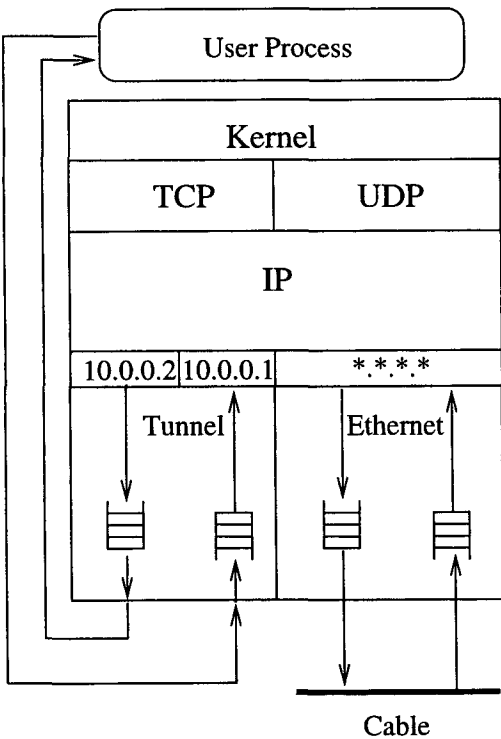 User Process
Kernel
TCP UDP
IP
10.0.0.2 10.0.0.1 *.*.*.*
Tunnel Ethernet
Cable